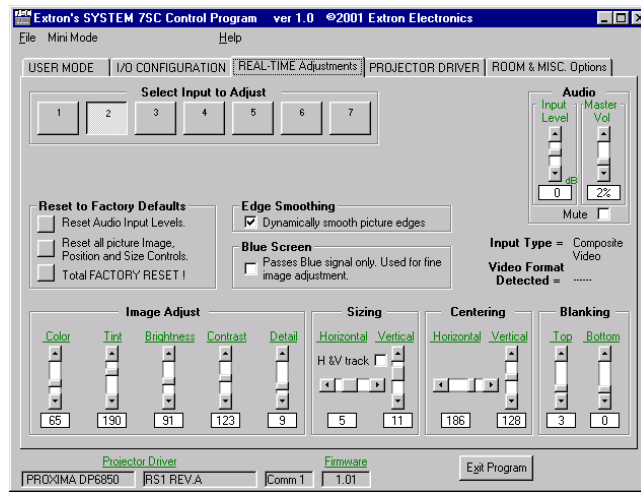 Extron's SYSTEM 7SC Control Program ver 1.0 ©2001 Extron Electronics
File Mini Mode Help
USER MODE I/O CONFIGURATION REAL-TIME Adjustments PROJECTOR DRIVER ROOM & MISC. Options
Select Input to Adjust
1 2 3 4 5 6 7
Audio
Input Level
Master Vol
dB
0 2%
Mute
Reset to Factory Defaults
Reset Audio Input Levels.
Reset all picture Image,
Position and Size Controls.
Total FACTORY RESET !
Edge Smoothing
Dynamically smooth picture edges
Blue Screen
Passes Blue signal only. Used for fine
image adjustment.
Input Type = Composite
Video
Video Format
Detected = ......
Image Adjust
Color Tint Brightness Contrast Detail
65 190 91 123 9
Sizing
Horizontal Vertical
H &V track
5 11
Centering
Horizontal Vertical
186 128
Blanking
Top Bottom
3 0
Projector Driver Firmware
PROXIMA DP6850 RS1 REV.A Comm 1 1.01
Exit Program